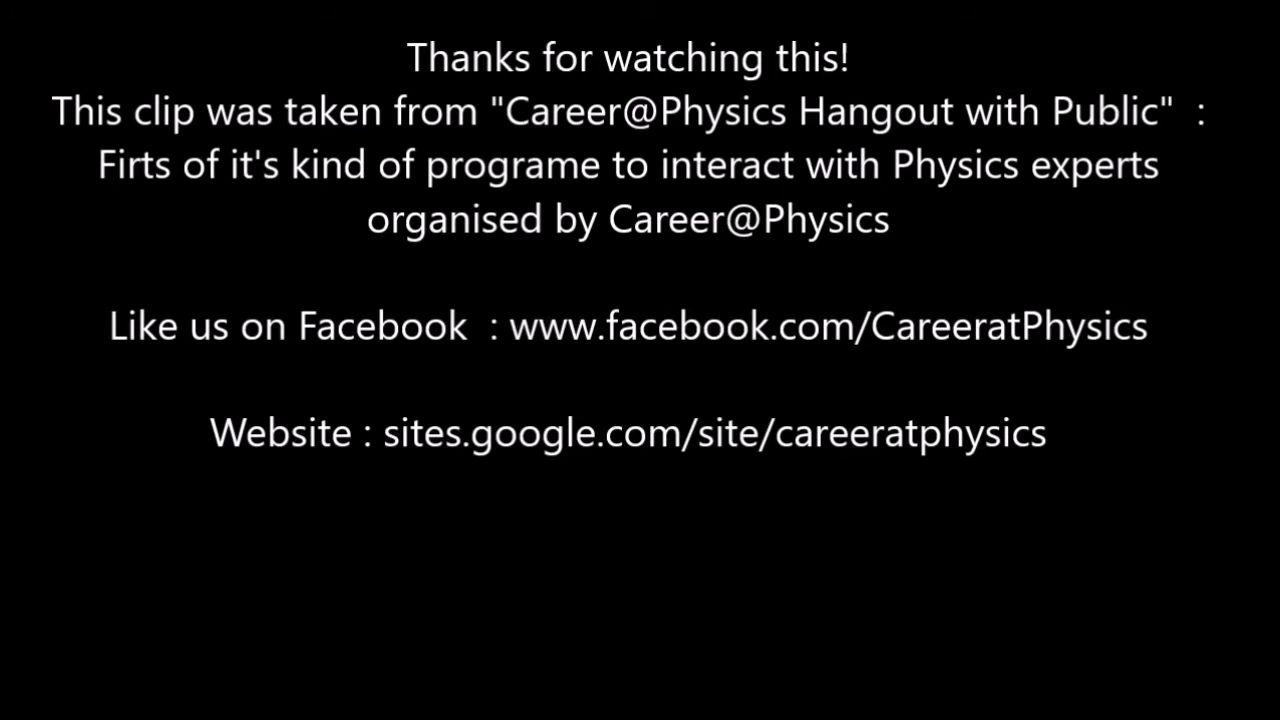 Thanks for watching this!
This clip was taken from "Career@Physics Hangout with Public"  :
Firts of it's kind of programe to interact with Physics experts
organised by Career@Physics
Like us on Facebook  : www.facebook.com/CareeratPhysics
Website : sites.google.com/site/careeratphysics